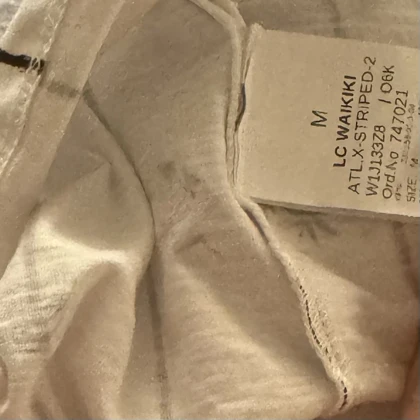 M
LC WAIKIKI
ATL.X-STRIPED-2
W1J133Z8 / O6K
Ord.No 747021
SIZE